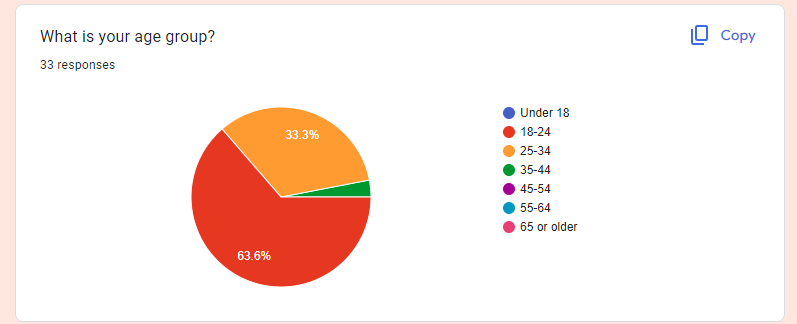 What is your age group?
Copy
33 responses
33.3%
63.6%
Under 18
18-24
25-34
35-44
45-54
55-64
65 or older